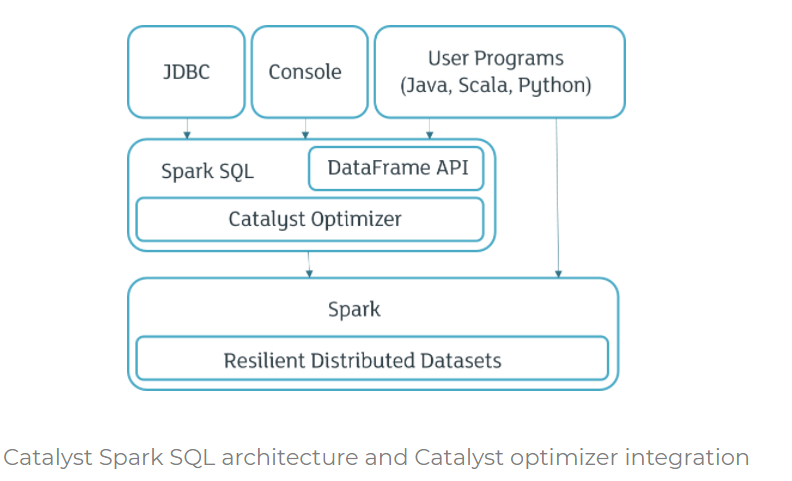 JDBC
Console
User Programs
(Java, Scala, Python)
Spark SQL
DataFrame API
Catalyst Optimizer
Spark
Resilient Distributed Datasets
Catalyst Spark SQL architecture and Catalyst optimizer integration